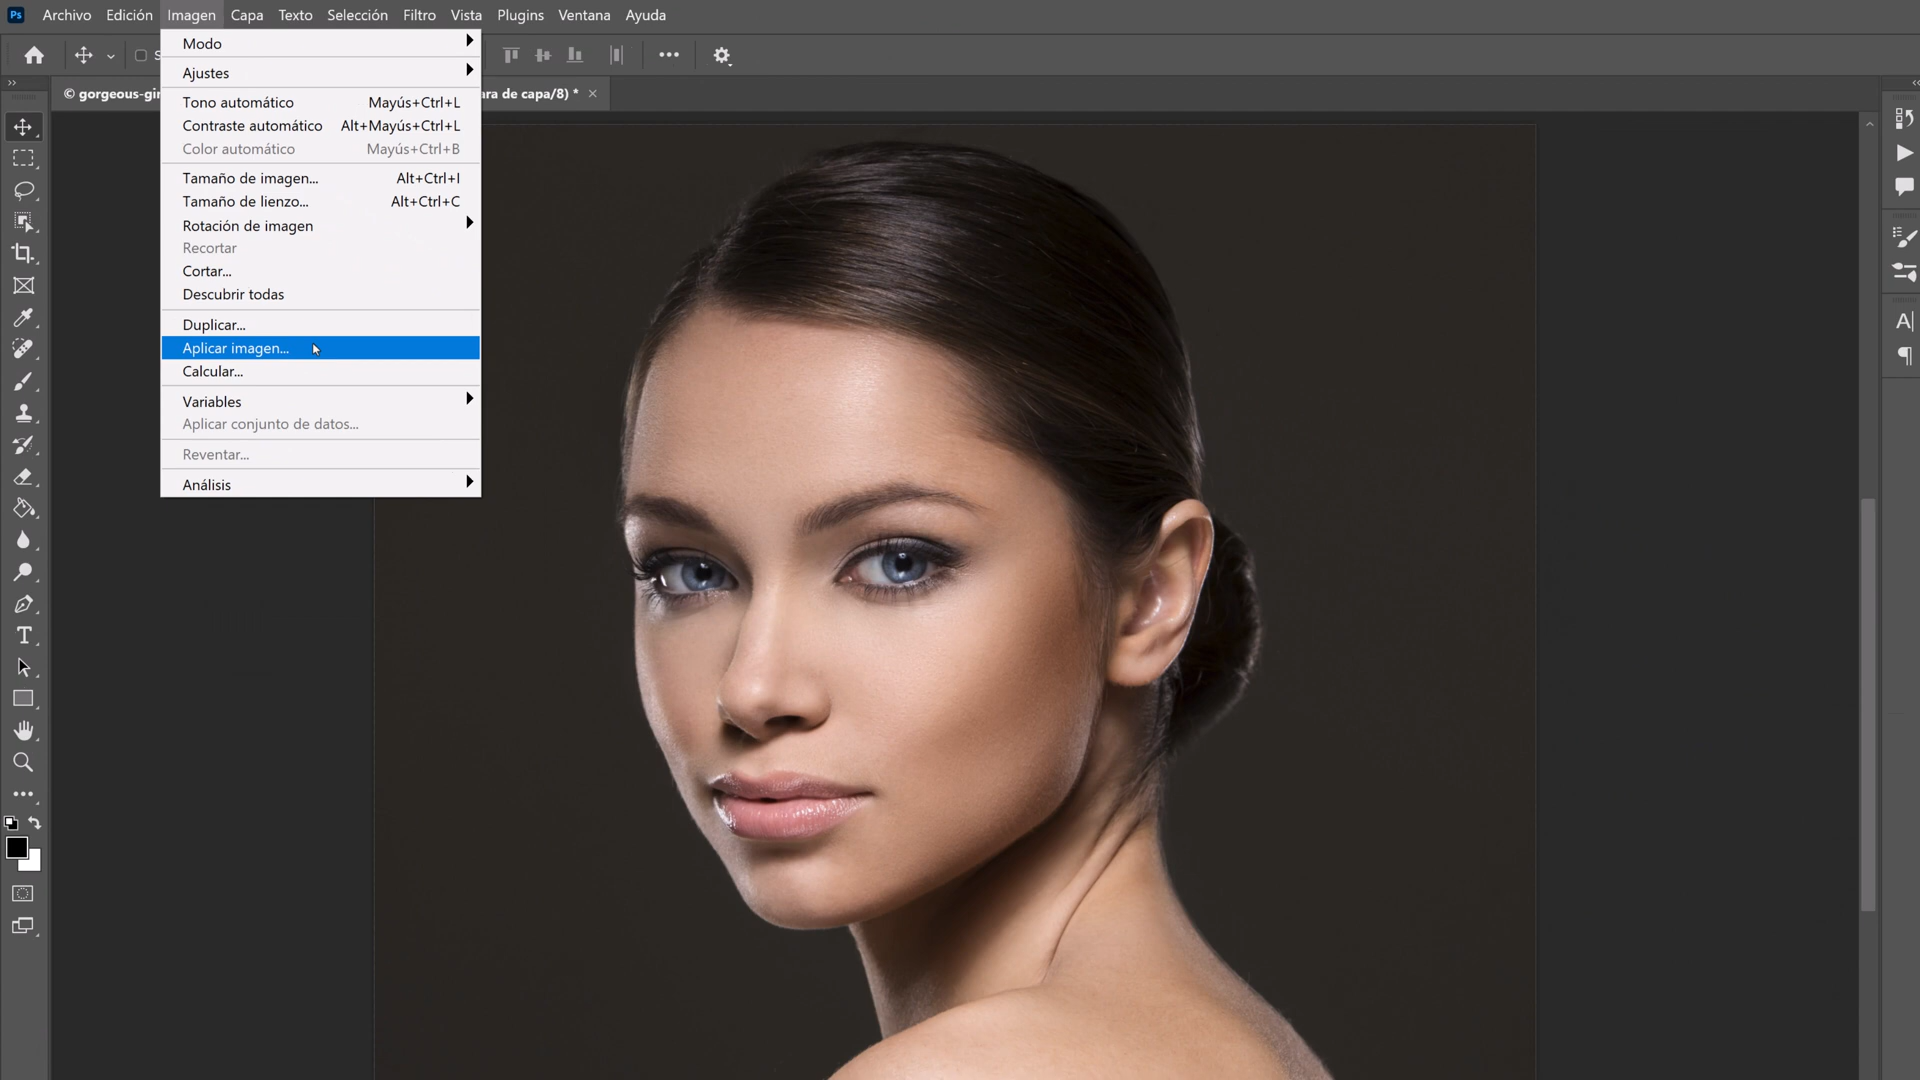 Ps Archivo Edición Imagen Capa Texto Selección Filtro Vista Plugins Ventana Ayuda
Modo
Ajustes
© gorgeous-gir
ara de capa/8) * ×
Tono automático Mayús+Ctrl+L
Contraste automático Alt+Mayús+Ctrl+L
Color automático Mayús+Ctrl+B
Tamaño de imagen... Alt+Ctrl+I
Tamaño de lienzo... Alt+Ctrl+C
Rotación de imagen
Recortar
Cortar...
Descubrir todas
Duplicar...
Aplicar imagen...
Calcular...
Variables
Aplicar conjunto de datos...
Reventar...
Análisis